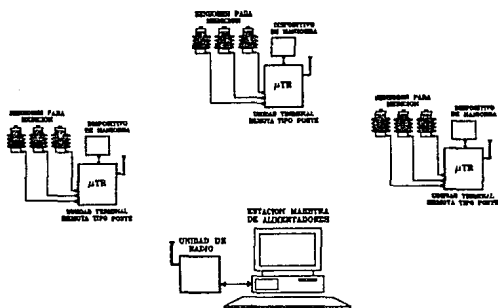 SENSORES PARA
MEDICION
DISPOSITIVO
DE MANIOBRA
μTR
UNIDAD TERMINAL
REMOTA TIPO POSTE
SENSORES PARA
MEDICION
DISPOSITIVO
DE MANIOBRA
μTR
UNIDAD TERMINAL
REMOTA TIPO POSTE
SENSORES PARA
MEDICION
DISPOSITIVO
DE MANIOBRA
μTR
UNIDAD TERMINAL
REMOTA TIPO POSTE
ESTACION MAESTRA
DE ALIMENTADORES
UNIDAD DE
RADIO